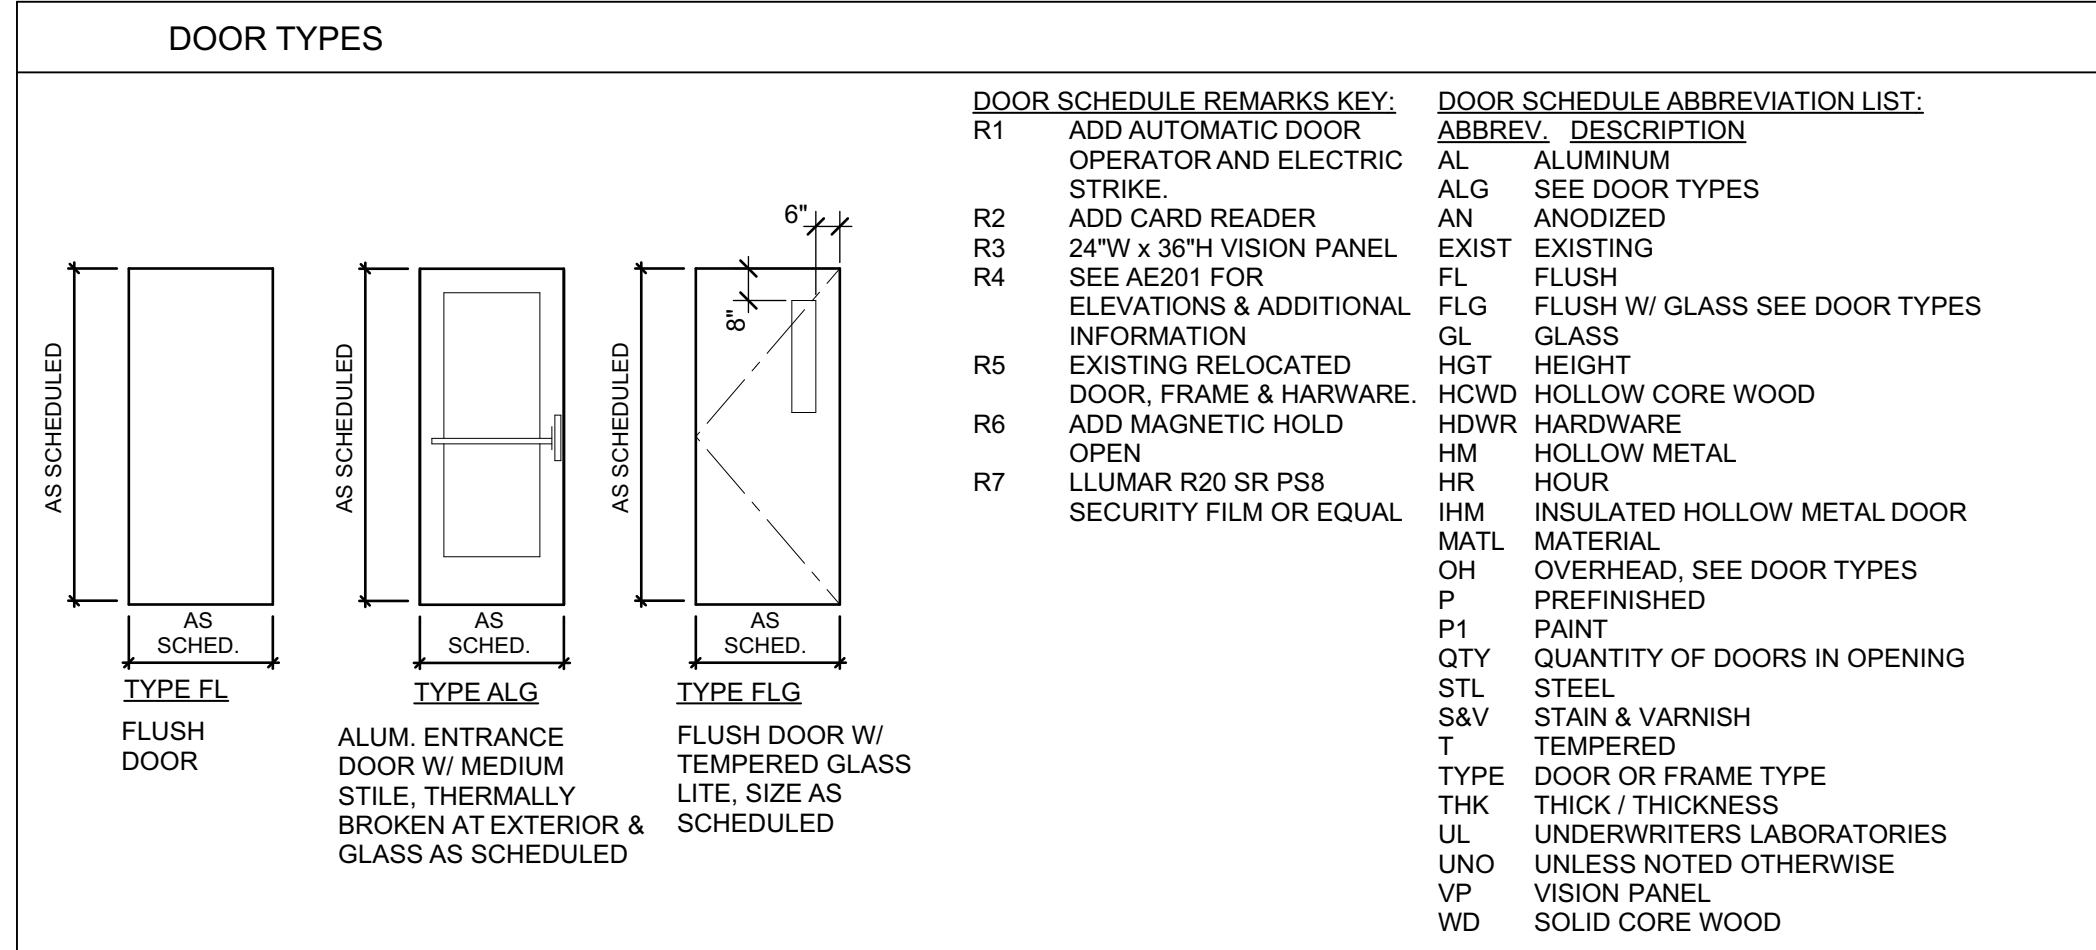 DOOR TYPES
6"
8"
AS SCHEDULED
AS
SCHED.
TYPE FL
FLUSH
DOOR
AS SCHEDULED
AS
SCHED.
TYPE ALG
ALUM. ENTRANCE
DOOR W/ MEDIUM
STILE, THERMALLY
BROKEN AT EXTERIOR &
GLASS AS SCHEDULED
AS SCHEDULED
AS
SCHED.
TYPE FLG
FLUSH DOOR W/
TEMPERED GLASS
LITE, SIZE AS
SCHEDULED
DOOR SCHEDULE REMARKS KEY:
R1 ADD AUTOMATIC DOOR
OPERATOR AND ELECTRIC
STRIKE.
R2 ADD CARD READER
R3 24"W x 36"H VISION PANEL
R4 SEE AE201 FOR
ELEVATIONS & ADDITIONAL
INFORMATION
R5 EXISTING RELOCATED
DOOR, FRAME & HARWARE.
R6 ADD MAGNETIC HOLD
OPEN
R7 LLUMAR R20 SR PS8
SECURITY FILM OR EQUAL
DOOR SCHEDULE ABBREVIATION LIST:
ABBREV. DESCRIPTION
AL ALUMINUM
ALG SEE DOOR TYPES
AN ANODIZED
EXIST EXISTING
FL FLUSH
FLG FLUSH W/ GLASS SEE DOOR TYPES
GL GLASS
HGT HEIGHT
HCWD HOLLOW CORE WOOD
HDWR HARDWARE
HM HOLLOW METAL
HR HOUR
IHM INSULATED HOLLOW METAL DOOR
MATL MATERIAL
OH OVERHEAD, SEE DOOR TYPES
P PREFINISHED
P1 PAINT
QTY QUANTITY OF DOORS IN OPENING
STL STEEL
S&V STAIN & VARNISH
T TEMPERED
TYPE DOOR OR FRAME TYPE
THK THICK / THICKNESS
UL UNDERWRITERS LABORATORIES
UNO UNLESS NOTED OTHERWISE
VP VISION PANEL
WD SOLID CORE WOOD